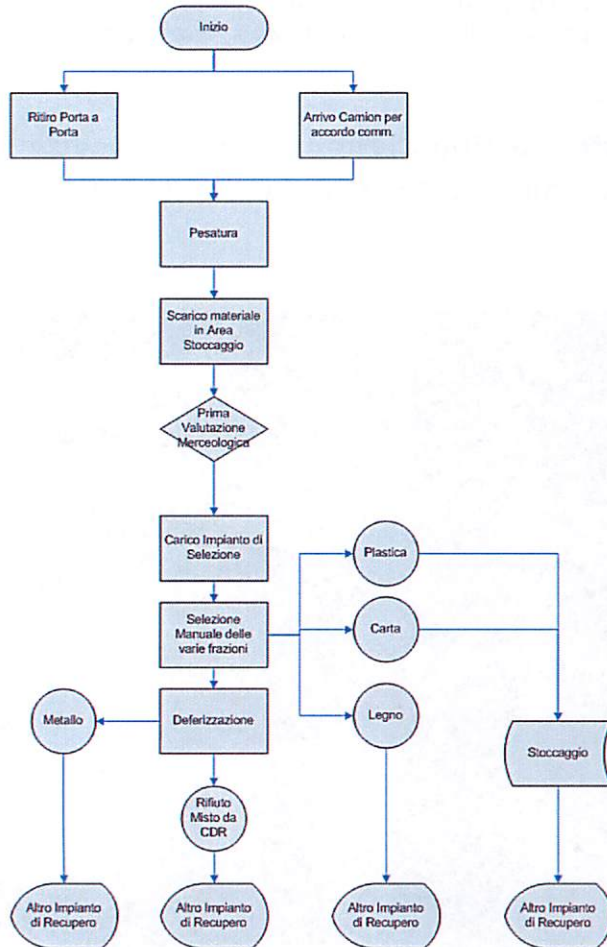 Inizio
Ritiro Porta a
Porta
Arrivo Camion per
accordo comm.
Pesatura
Scarico materiale
in Area
Stoccaggio
Prima
Valutazione
Merceologica
Carico Impianto di
Selezione
Plastica
Selezione
Manuale delle
varie frazioni
Carta
Metallo
Deferizzazione
Legno
Stoccaggio
Rifiuto
Misto da
CDR
Altro Impianto
di Recupero
Altro Impianto
di Recupero
Altro Impianto
di Recupero
Altro Impianto
di Recupero